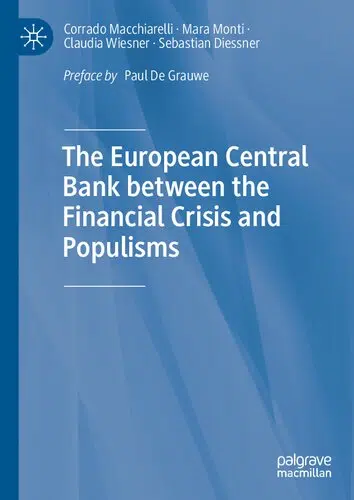 Corrado Macchiarelli · Mara Monti ·
Claudia Wiesner · Sebastian Diessner
Preface by Paul De Grauwe
The European Central
Bank between the
Financial Crisis and
Populisms
palgrave
macmillan